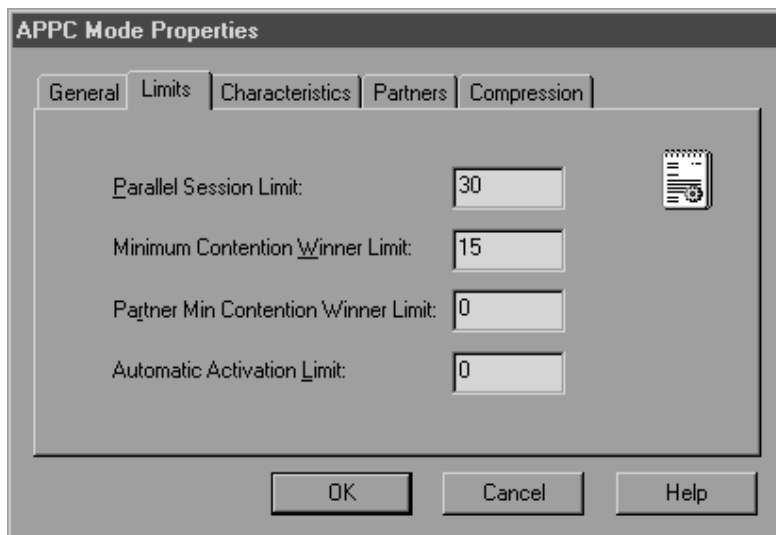 APPC Mode Properties
General Limits Characteristics Partners Compression
Parallel Session Limit: 30
Minimum Contention Winner Limit: 15
Partner Min Contention Winner Limit: 0
Automatic Activation Limit: 0
OK Cancel Help